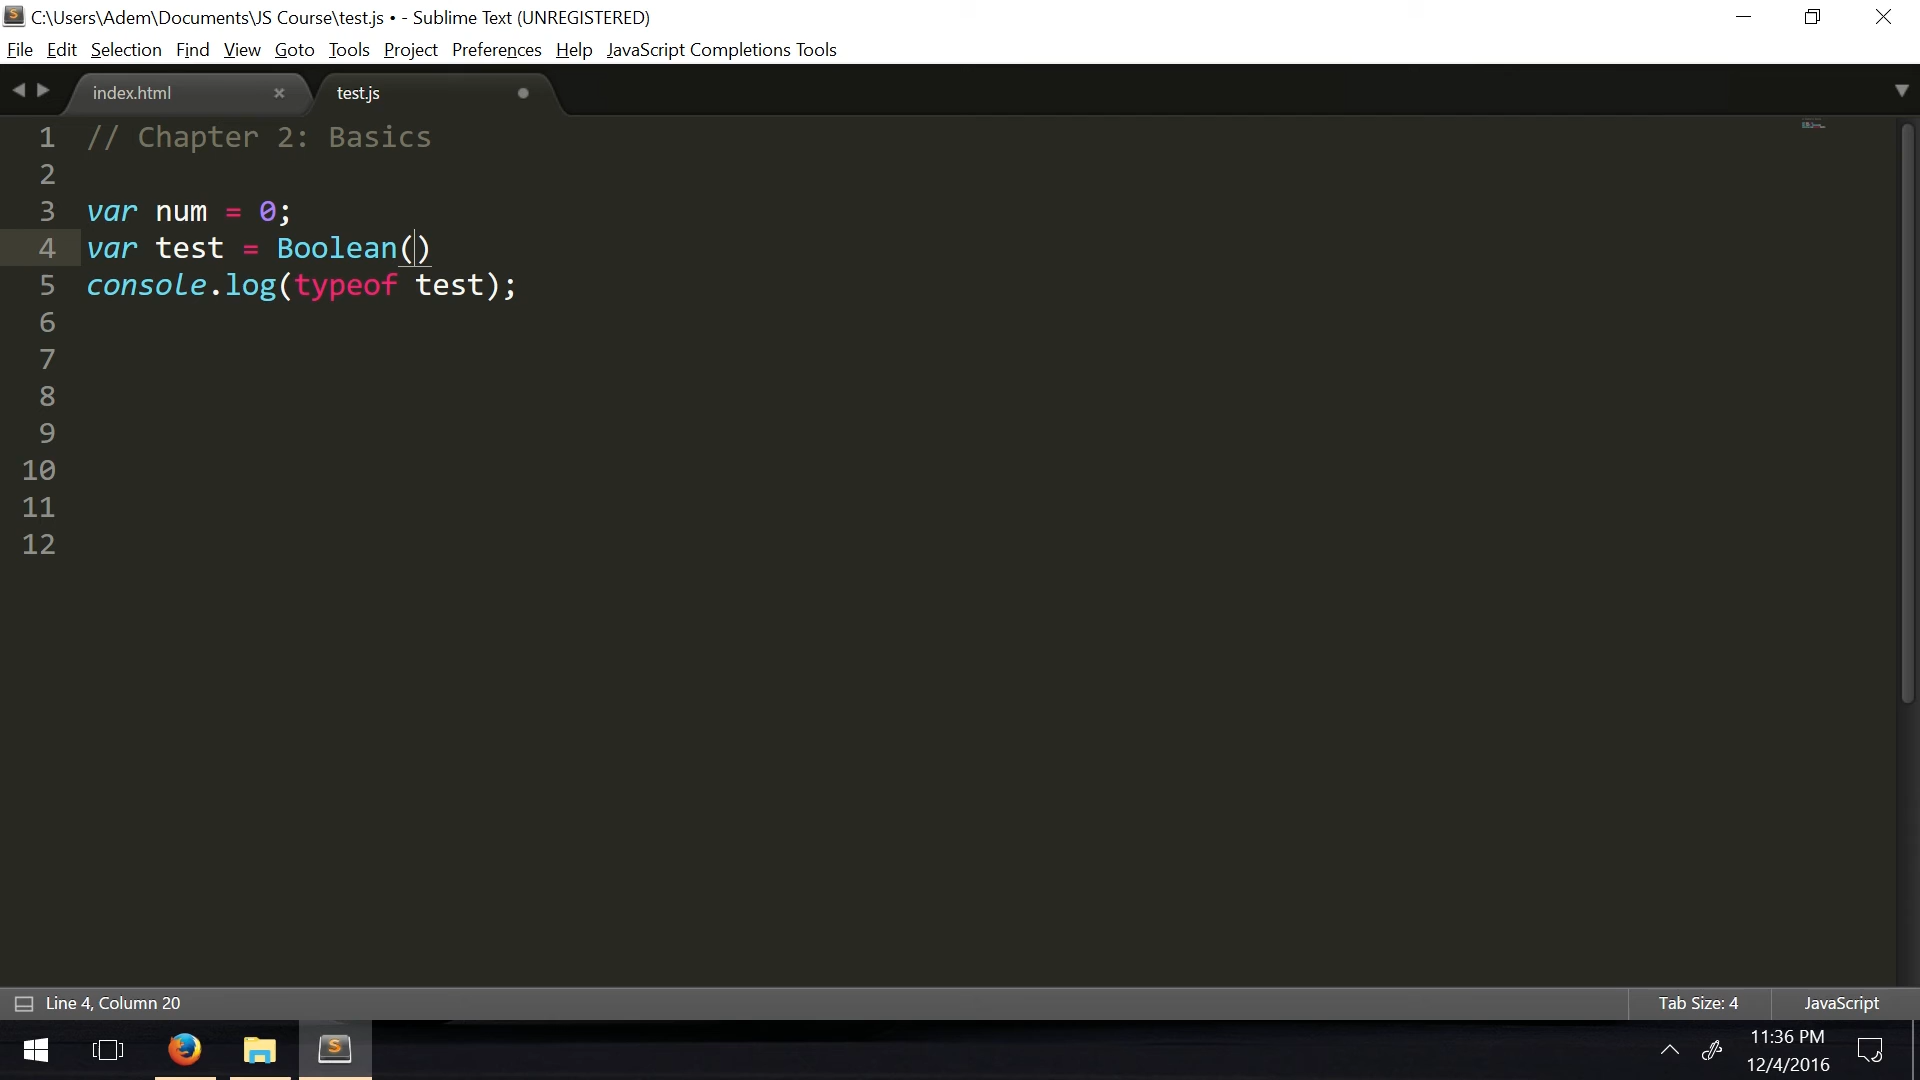 C:\Users\Adem\Documents\JS Course\test.js • - Sublime Text (UNREGISTERED)
File Edit Selection Find View Goto Tools Project Preferences Help JavaScript Completions Tools
index.html test.js
1 // Chapter 2: Basics
2
3 var num = 0;
4 var test = Boolean()
5 console.log(typeof test);
6
7
8
9
10
11
12
Line 4, Column 20 Tab Size: 4 JavaScript
11:36 PM
12/4/2016